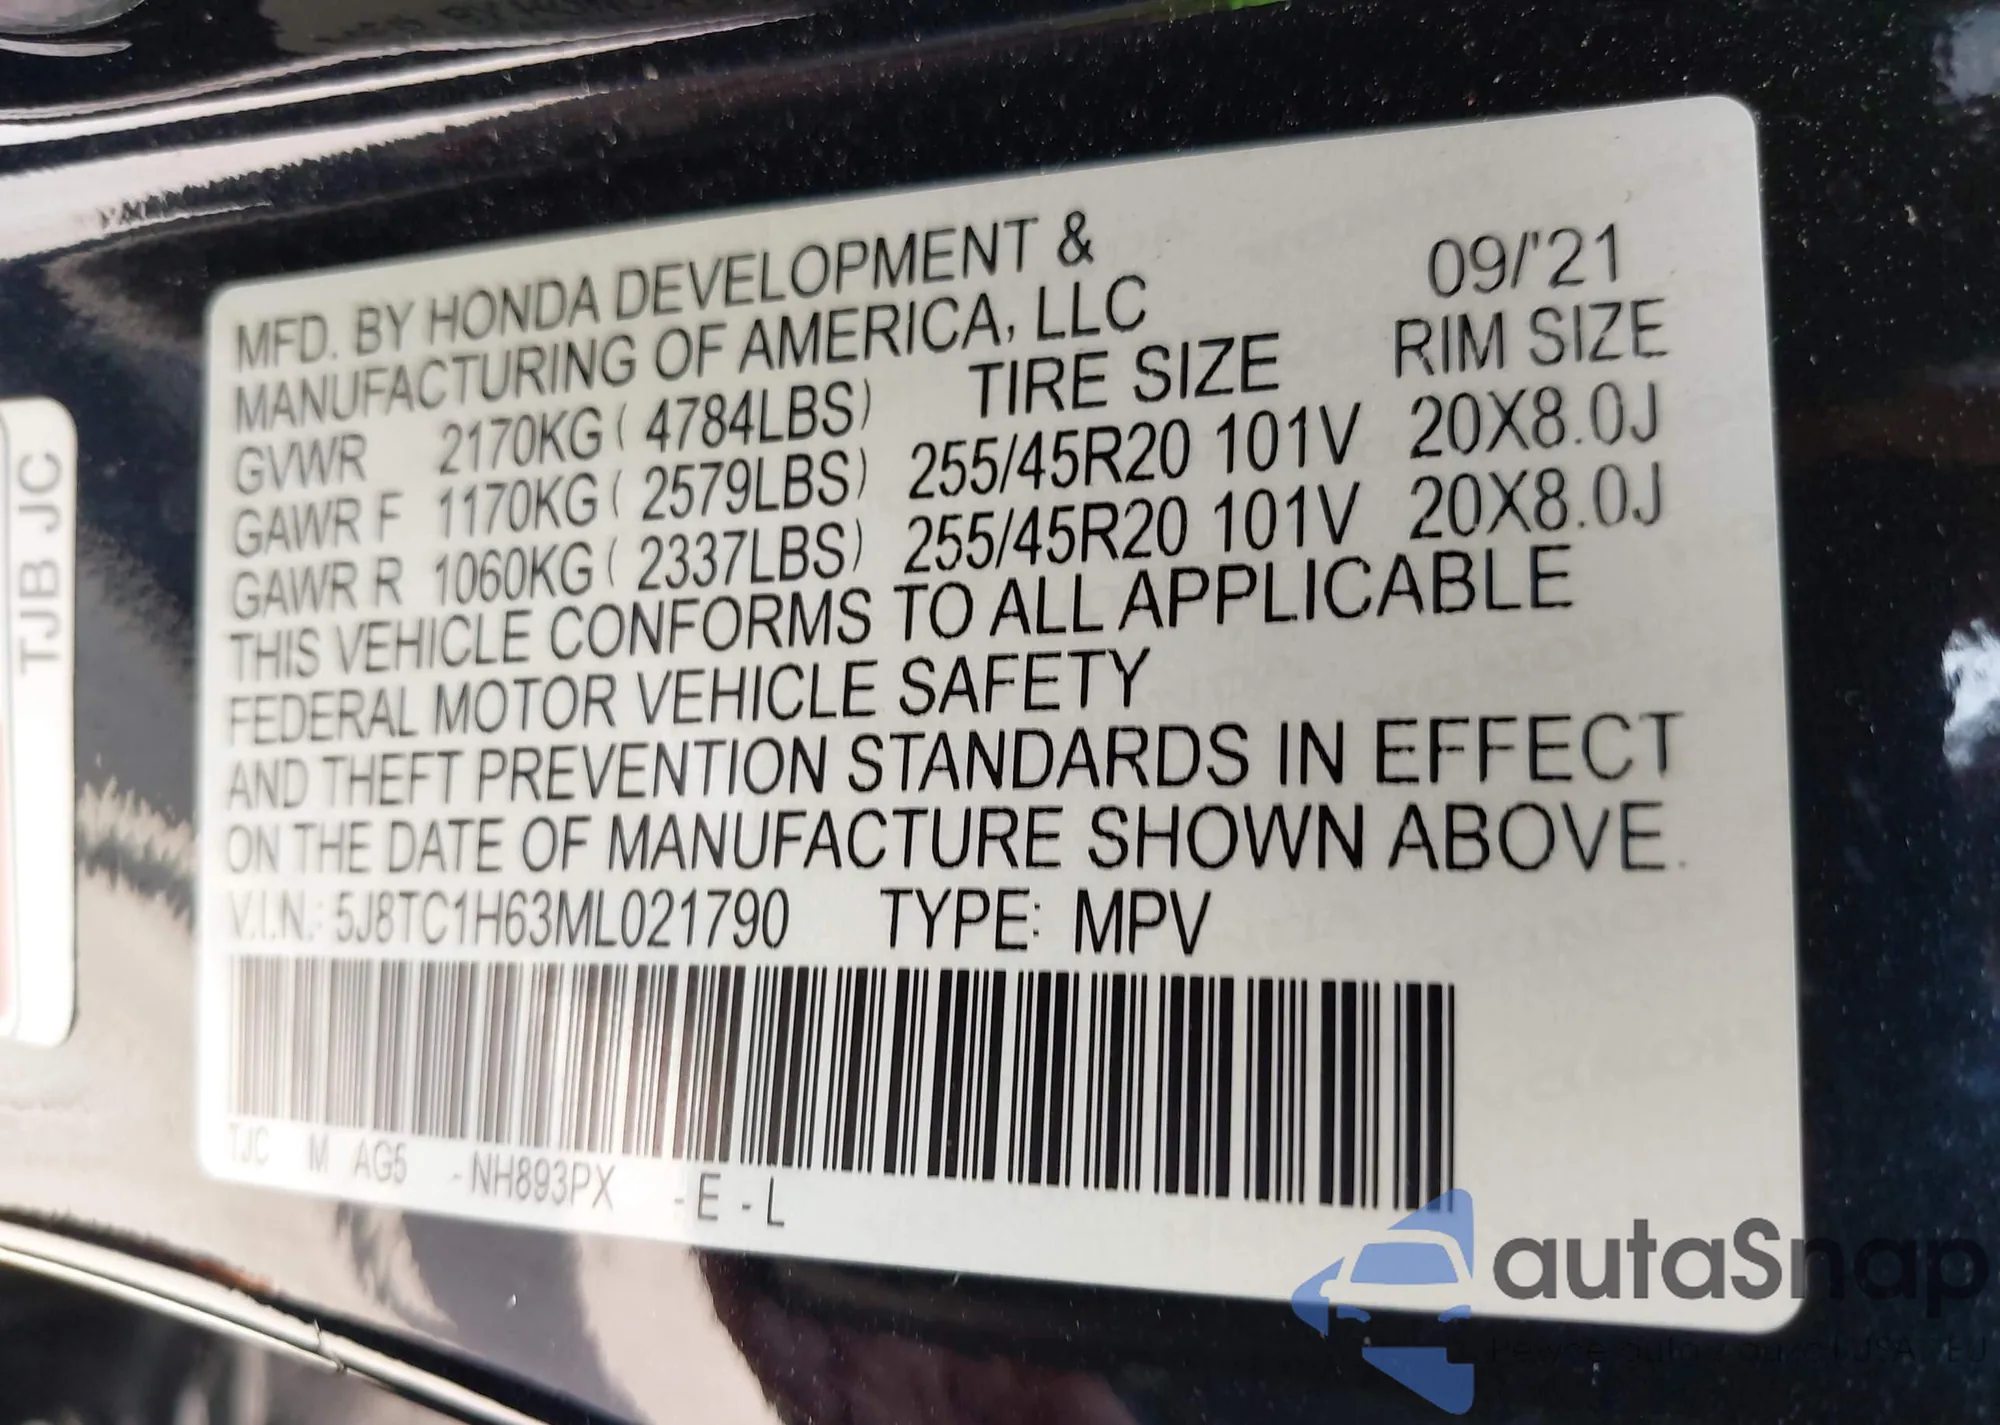 MFD. BY HONDA DEVELOPMENT & 09/'21
MANUFACTURING OF AMERICA, LLC
TIRE SIZE RIM SIZE
GVWR 2170KG ( 4784LBS)
GAWR F 1170KG ( 2579LBS) 255/45R20 101V 20X8.0J
GAWR R 1060KG ( 2337LBS) 255/45R20 101V 20X8.0J
THIS VEHICLE CONFORMS TO ALL APPLICABLE
FEDERAL MOTOR VEHICLE SAFETY
AND THEFT PREVENTION STANDARDS IN EFFECT
ON THE DATE OF MANUFACTURE SHOWN ABOVE.
V.I.N.: 5J8TC1H63ML021790 TYPE: MPV
TJC M AG5 -NH893PX -E -L
TJB JC
autaSnap